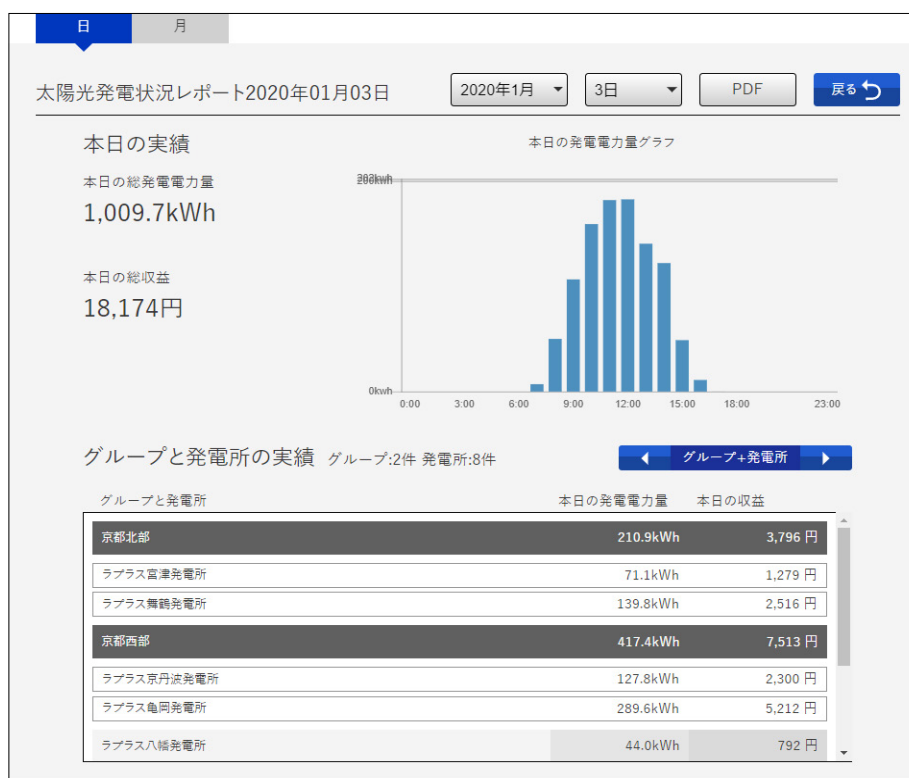 日 月
太陽光発電状況レポート2020年01月03日 2020年1月 3日 PDF 戻る
本日の実績
本日の総発電電力量
1,009.7kWh
本日の総収益
18,174円
本日の発電電力量グラフ
0kwh
0:00 3:00 6:00 9:00 12:00 15:00 18:00 23:00
グループと発電所の実績 グループ:2件 発電所:8件 グループ+発電所
グループと発電所 本日の発電電力量 本日の収益
京都北部 210.9kWh 3,796 円
ラプラス宮津発電所 71.1kWh 1,279 円
ラプラス舞鶴発電所 139.8kWh 2,516 円
京都西部 417.4kWh 7,513 円
ラプラス京丹波発電所 127.8kWh 2,300 円
ラプラス亀岡発電所 289.6kWh 5,212 円
ラプラス八幡発電所 44.0kWh 792 円